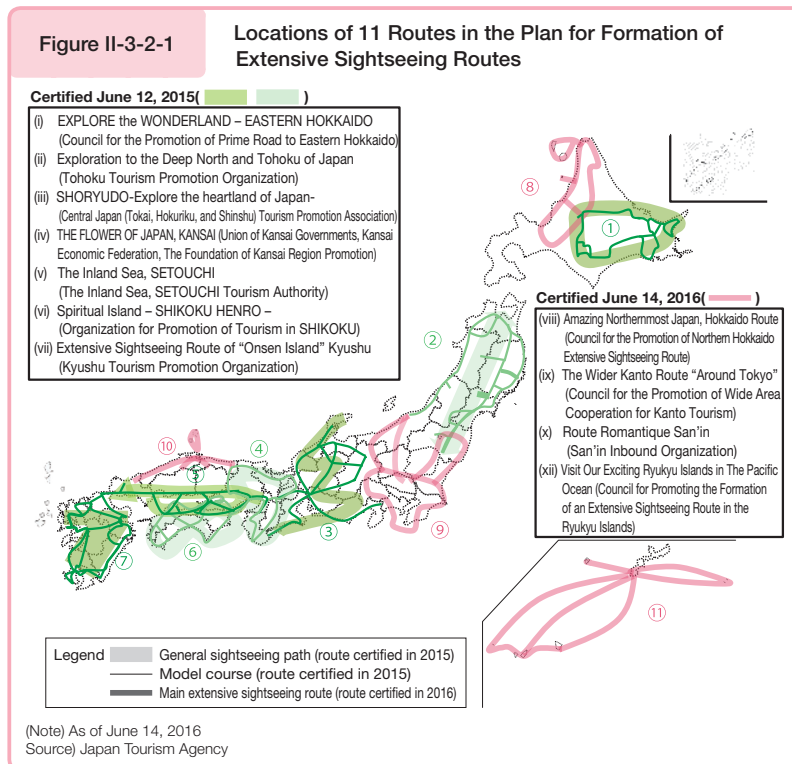 Figure II-3-2-1
Locations of 11 Routes in the Plan for Formation of
Extensive Sightseeing Routes
Certified June 12, 2015( )
(i) EXPLORE the WONDERLAND – EASTERN HOKKAIDO
(Council for the Promotion of Prime Road to Eastern Hokkaido)
(ii) Exploration to the Deep North and Tohoku of Japan
(Tohoku Tourism Promotion Organization)
(iii) SHORYUDO-Explore the heartland of Japan-
(Central Japan (Tokai, Hokuriku, and Shinshu) Tourism Promotion Association)
(iv) THE FLOWER OF JAPAN, KANSAI (Union of Kansai Governments, Kansai
Economic Federation, The Foundation of Kansai Region Promotion)
(v) The Inland Sea, SETOUCHI
(The Inland Sea, SETOUCHI Tourism Authority)
(vi) Spiritual Island – SHIKOKU HENRO –
(Organization for Promotion of Tourism in SHIKOKU)
(vii) Extensive Sightseeing Route of “Onsen Island” Kyushu
(Kyushu Tourism Promotion Organization)
⑧
①
②
Certified June 14, 2016( )
(viii) Amazing Northernmost Japan, Hokkaido Route
(Council for the Promotion of Northern Hokkaido
Extensive Sightseeing Route)
(ix) The Wider Kanto Route “Around Tokyo”
(Council for the Promotion of Wide Area
Cooperation for Kanto Tourism)
(x) Route Romantique San’in
(San’in Inbound Organization)
(xii) Visit Our Exciting Ryukyu Islands in The Pacific
Ocean (Council for Promoting the Formation
of an Extensive Sightseeing Route in the
Ryukyu Islands)
⑩
④
⑤
③
⑨
⑥
⑦
⑪
Legend
General sightseeing path (route certified in 2015)
Model course (route certified in 2015)
Main extensive sightseeing route (route certified in 2016)
(Note) As of June 14, 2016
Source) Japan Tourism Agency